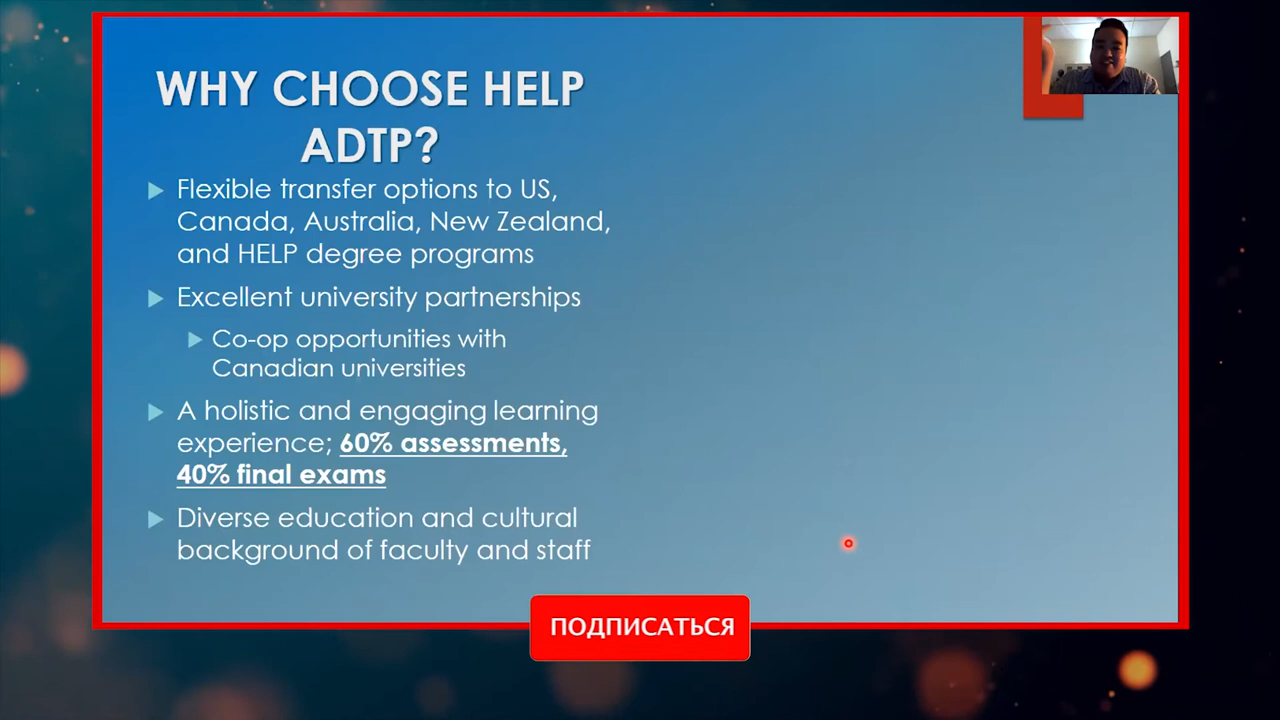 WHY CHOOSE HELP
ADTP?
Flexible transfer options to US,
Canada, Australia, New Zealand,
and HELP degree programs
Excellent university partnerships
Co-op opportunities with
Canadian universities
A holistic and engaging learning
experience; 60% assessments,
40% final exams
Diverse education and cultural
background of faculty and staff
ПОДПИСАТЬСЯ